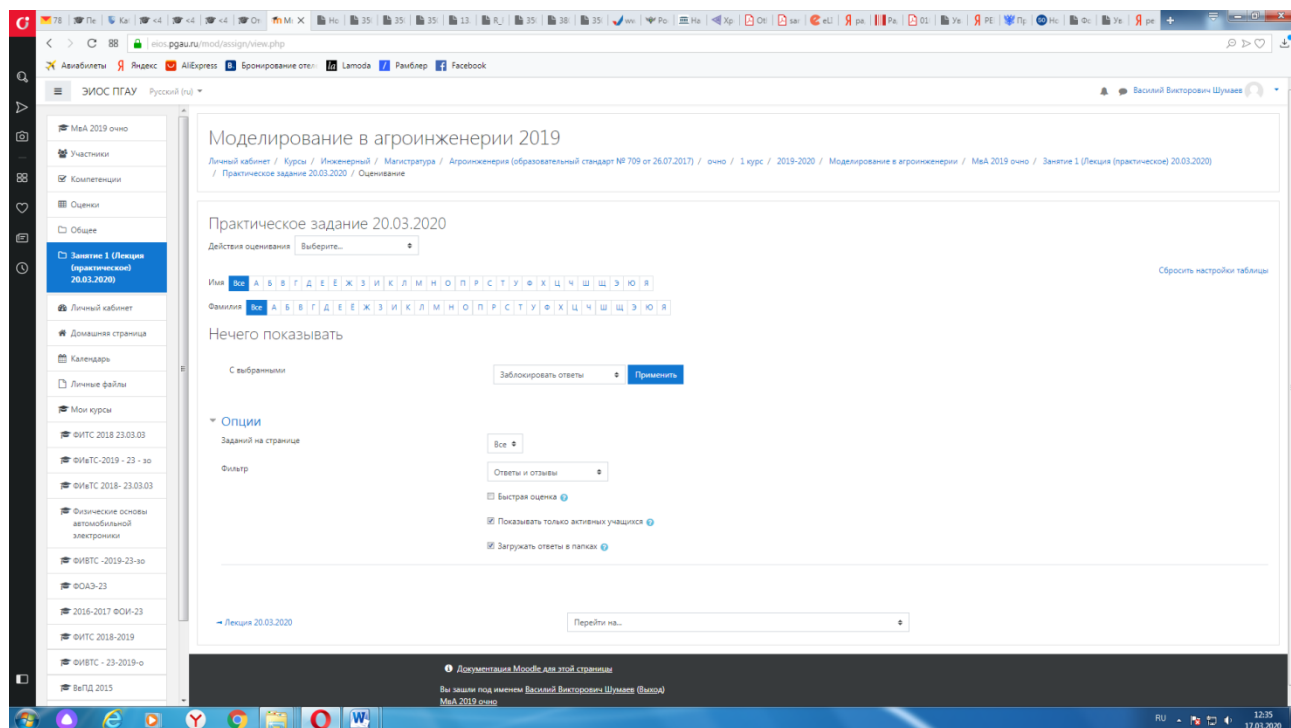 eios.pgau.ru/mod/assign/view.php
Авиабилеты Яндекс AliExpress Бронирование отел Lamoda Рамблер Facebook
ЭИОС ПГАУ Русский (ru)
Василий Викторович Шумаев
МвА 2019 очно
Участники
Компетенции
Оценки
Общее
Занятие 1 (Лекция
(практическое)
20.03.2020)
Личный кабинет
Домашняя страница
Календарь
Личные файлы
Мои курсы
ФИТС 2018 23.03.03
ФИвТС-2019 - 23 - зо
ФИвТС 2018- 23.03.03
Физические основы
автомобильной
электроники
ФИВТС -2019-23-зо
ФОАЭ-23
2016-2017 ФОИ-23
ФИТС 2018-2019
ФИВТС - 23-2019-о
ВвПД 2015
Моделирование в агроинженерии 2019
Личный кабинет / Курсы / Инженерный / Магистратура / Агроинженерия (образовательный стандарт № 709 от 26.07.2017) / очно / 1 курс / 2019-2020 / Моделирование в агроинженерии / МвА 2019 очно / Занятие 1 (Лекция (практическое) 20.03.2020)
/ Практическое задание 20.03.2020 / Оценивание
Практическое задание 20.03.2020
Действия оценивания Выберите...
Сбросить настройки таблицы
Имя Все А Б В Г Д Е Ё Ж З И К Л М Н О П Р С Т У Ф Х Ц Ч Ш Щ Э Ю Я
Фамилия Все А Б В Г Д Е Ё Ж З И К Л М Н О П Р С Т У Ф Х Ц Ч Ш Щ Э Ю Я
Нечего показывать
С выбранными Заблокировать ответы Применить
Опции
Заданий на странице Все
Фильтр Ответы и отзывы
Быстрая оценка
Показывать только активных учащихся
Загружать ответы в папках
Лекция 20.03.2020 Перейти на...
Документация Moodle для этой страницы
Вы зашли под именем Василий Викторович Шумаев (Выход)
МвА 2019 очно
RU 12:35
17.03.2020